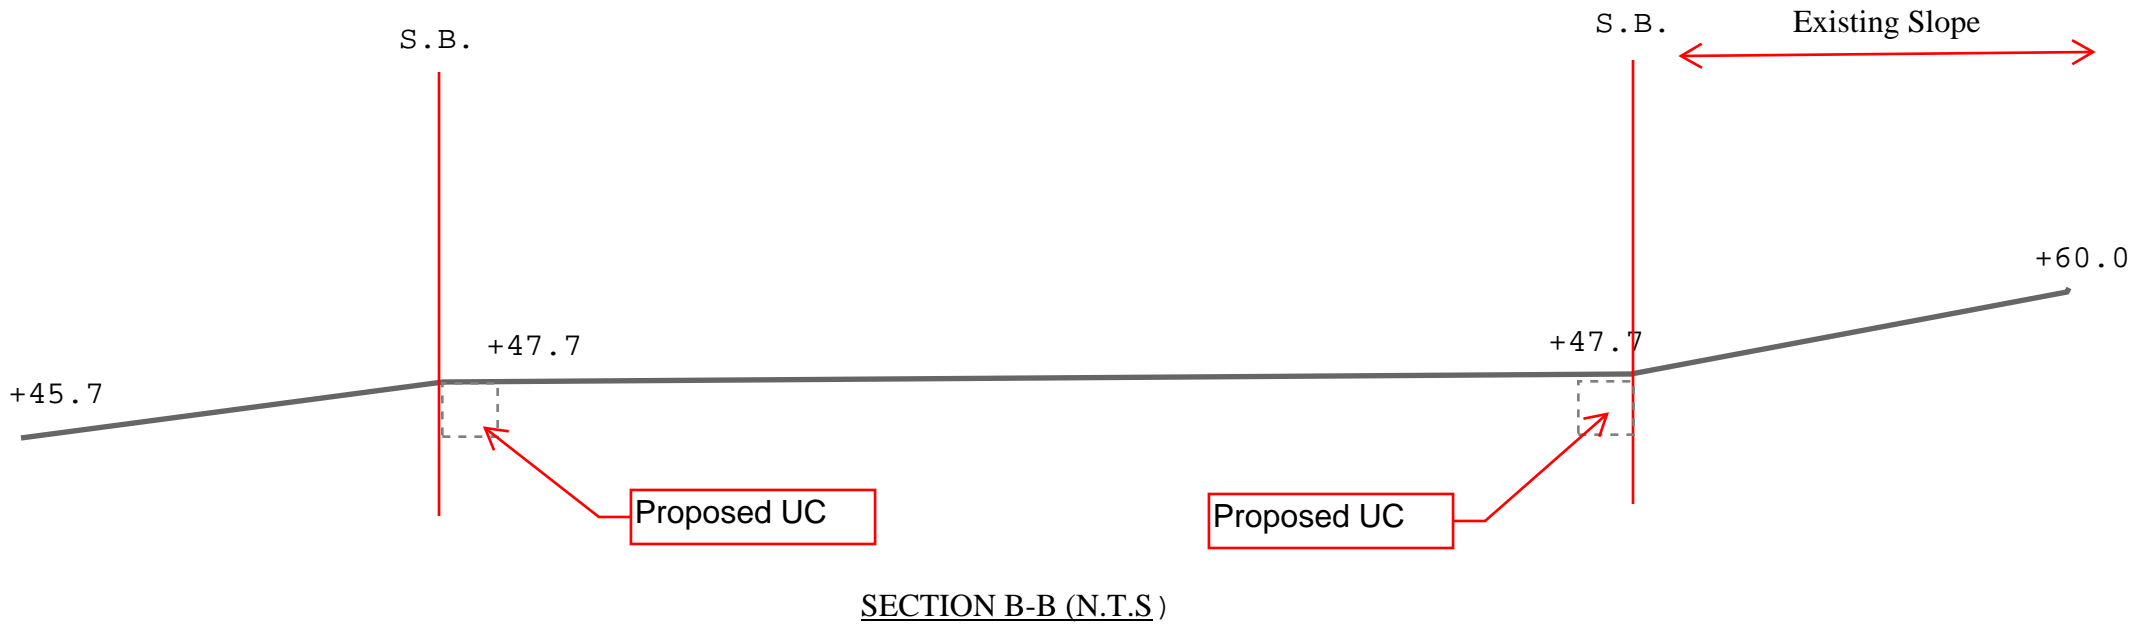 S.B.
S.B.
Existing Slope
+60.0
+47.7
+47.7
+45.7
Proposed UC
Proposed UC
SECTION B-B (N.T.S)